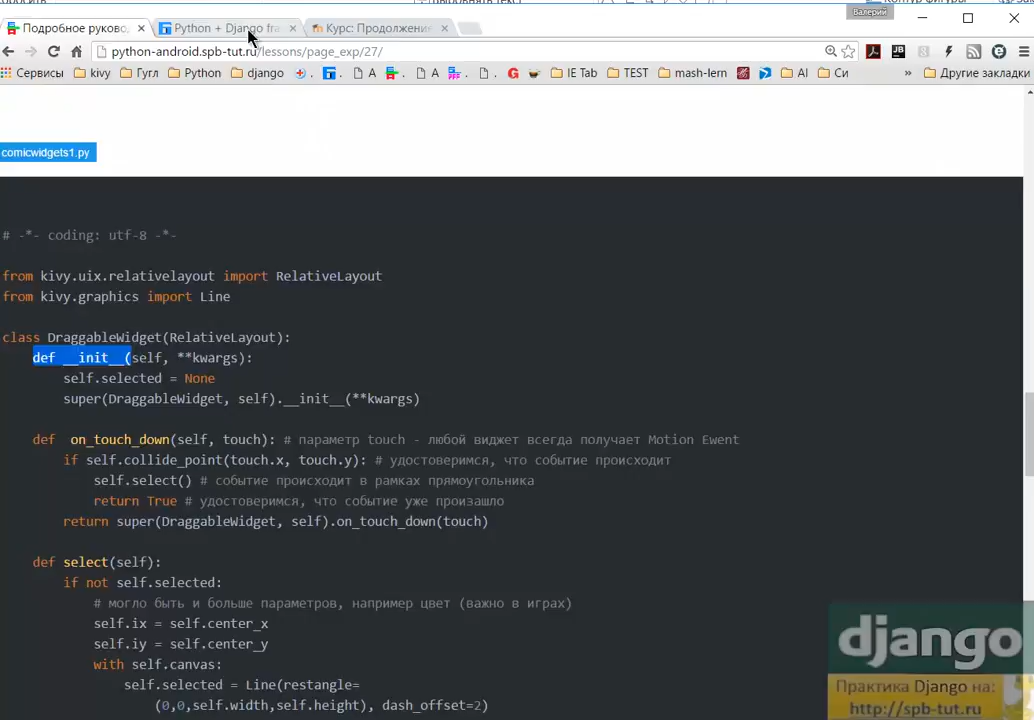 Валерий
Подробное руково
Python + Django fra
Курс: Продолжени
python-android.spb-tut.ru/lessons/page_exp/27/
Сервисы kivy Гугл Python django A A IE Tab TEST mash-lern AI Си » Другие закладки
comicwidgets1.py
# -*- coding: utf-8 -*-
from kivy.uix.relativelayout import RelativeLayout
from kivy.graphics import Line
class DraggableWidget(RelativeLayout):
def __init__(self, **kwargs):
self.selected = None
super(DraggableWidget, self).__init__(**kwargs)
def on_touch_down(self, touch): # параметр touch - любой виджет всегда получает Motion Ewent
if self.collide_point(touch.x, touch.y): # удостоверимся, что событие происходит
self.select() # событие происходит в рамках прямоугольника
return True # удостоверимся, что событие уже произашло
return super(DraggableWidget, self).on_touch_down(touch)
def select(self):
if not self.selected:
# могло быть и больше параметров, например цвет (важно в играх)
self.ix = self.center_x
self.iy = self.center_y
with self.canvas:
self.selected = Line(restangle=
(0,0,self.width,self.height), dash_offset=2)
django
Практика Django на:
http://spb-tut.ru